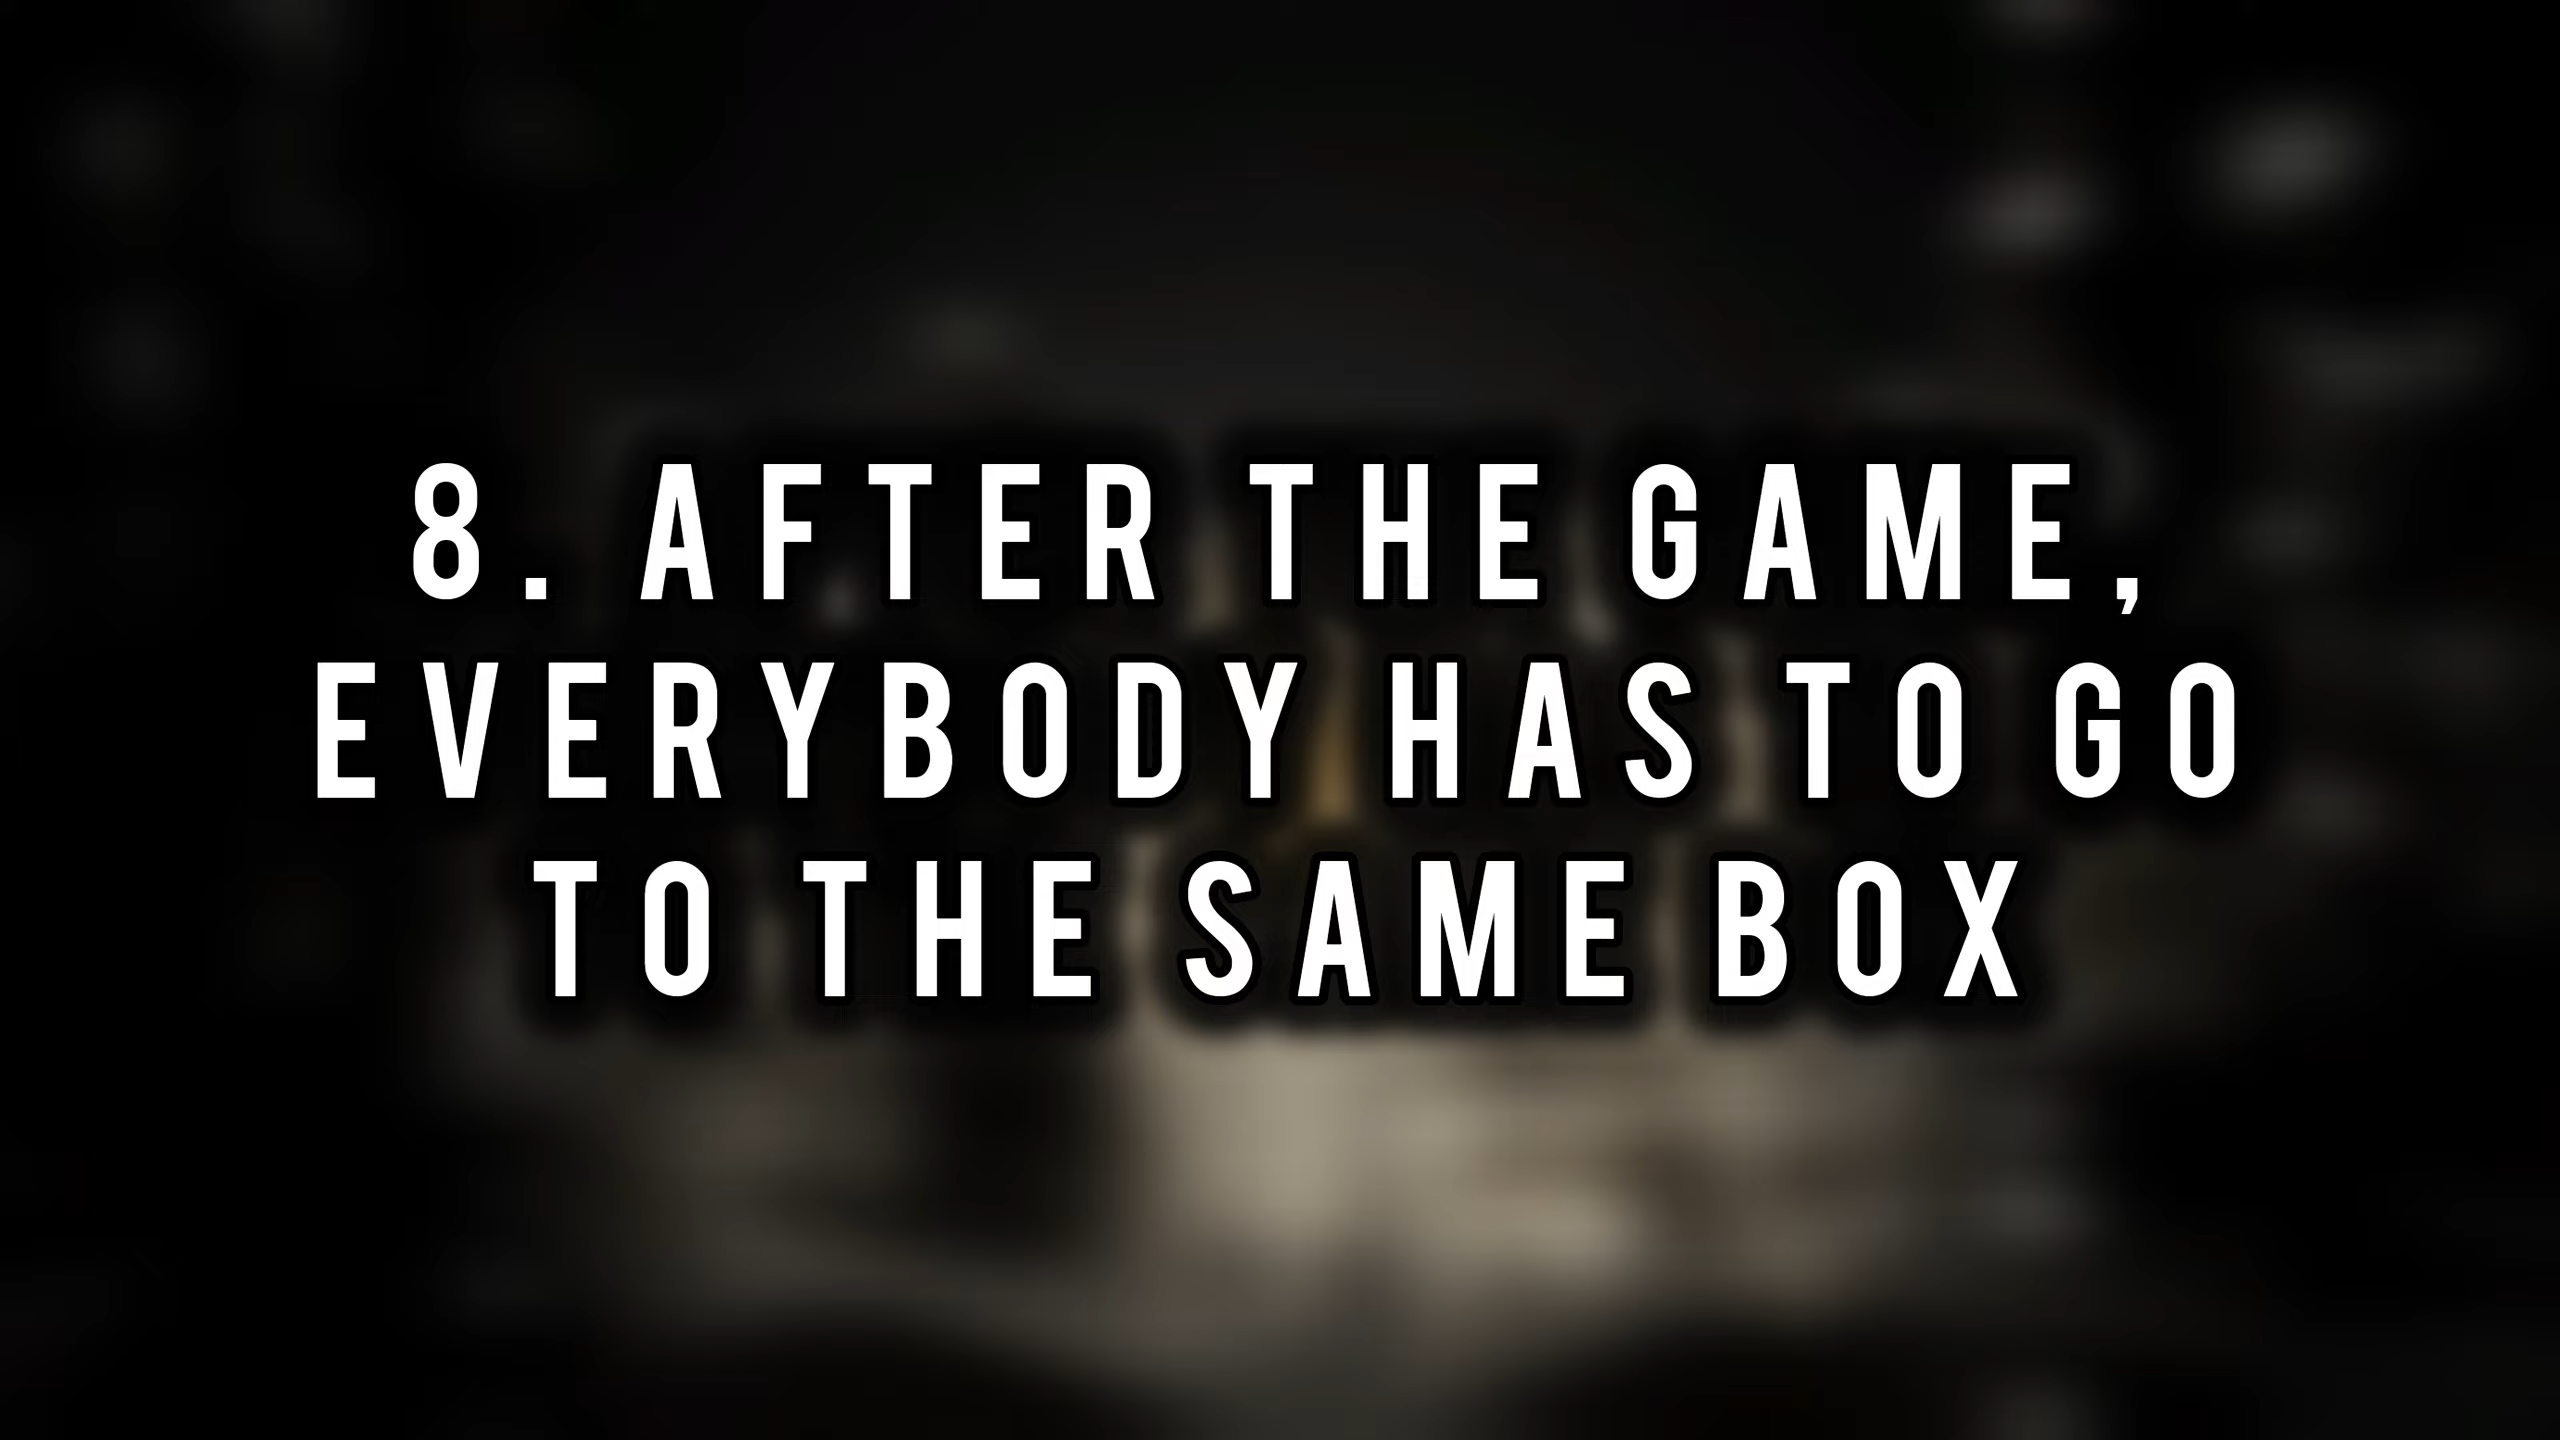 8. AFTER THE GAME,
EVERYBODY HAS TO GO
TO THE SAME BOX